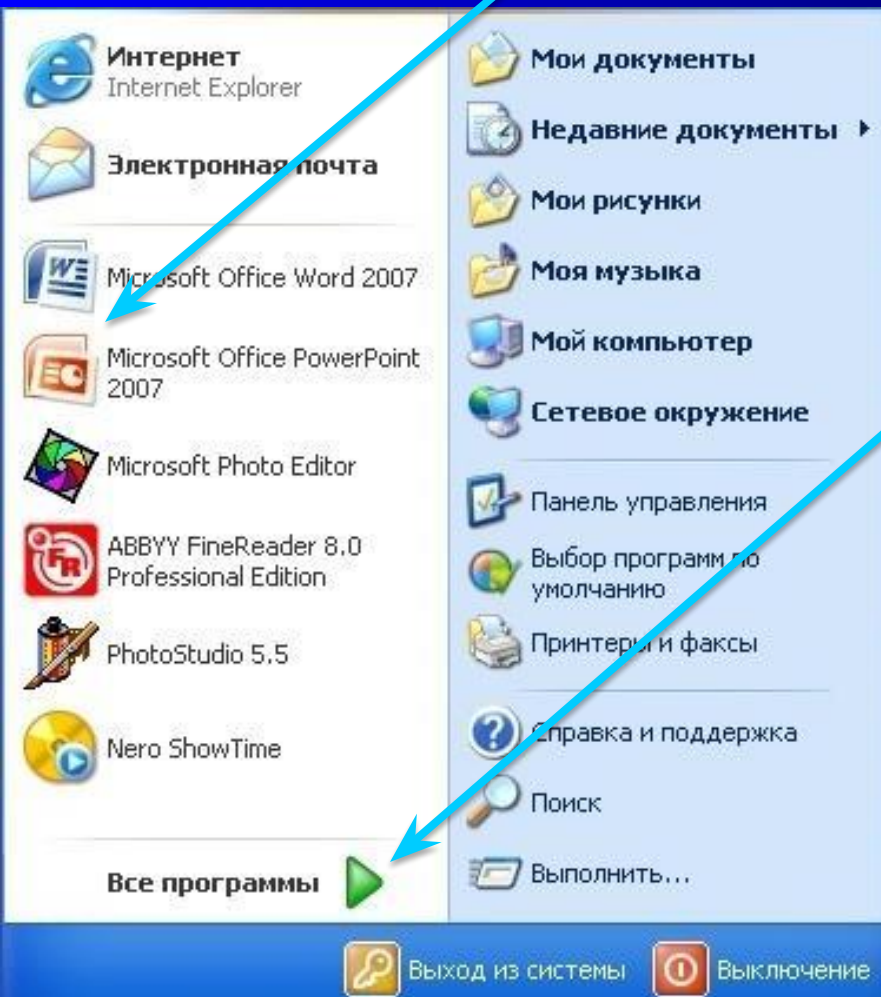 Интернет
Internet Explorer
Электронная почта
Microsoft Office Word 2007
Microsoft Office PowerPoint
2007
Microsoft Photo Editor
ABBYY FineReader 8.0
Professional Edition
PhotoStudio 5.5
Nero ShowTime
Все программы
Мои документы
Недавние документы
Мои рисунки
Моя музыка
Мой компьютер
Сетевое окружение
Панель управления
Выбор программ по
умолчанию
Принтеры и факсы
Справка и поддержка
Поиск
Выполнить...
Выход из системы
Выключение